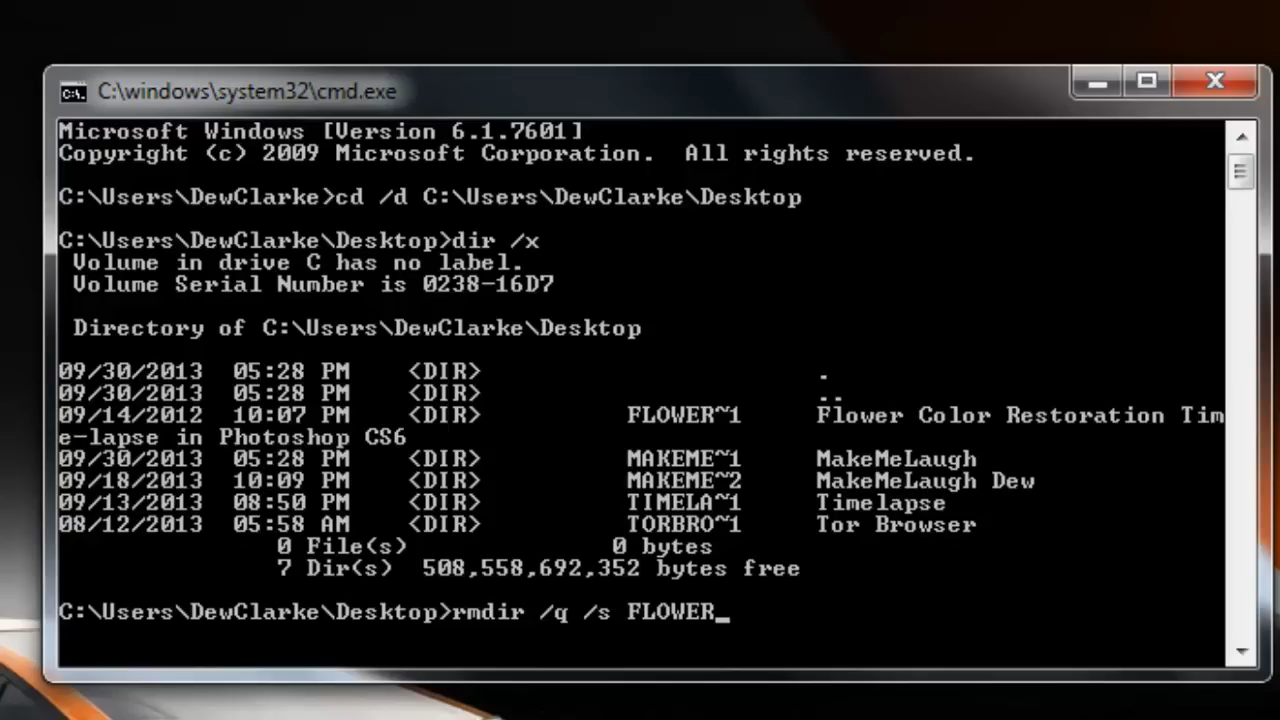 C:\windows\system32\cmd.exe
Microsoft Windows [Version 6.1.7601]
Copyright (c) 2009 Microsoft Corporation.  All rights reserved.
C:\Users\DewClarke>cd /d C:\Users\DewClarke\Desktop
C:\Users\DewClarke\Desktop>dir /x
 Volume in drive C has no label.
 Volume Serial Number is 0238-16D7
 Directory of C:\Users\DewClarke\Desktop
09/30/2013  05:28 PM    <DIR>                       .
09/30/2013  05:28 PM    <DIR>                       ..
09/14/2012  10:07 PM    <DIR>          FLOWER~1     Flower Color Restoration Tim
e-lapse in Photoshop CS6
09/30/2013  05:28 PM    <DIR>          MAKEME~1     MakeMeLaugh
09/18/2013  10:09 PM    <DIR>          MAKEME~2     MakeMeLaugh Dew
09/13/2013  08:50 PM    <DIR>          TIMELA~1     Timelapse
08/12/2013  05:58 AM    <DIR>          TORBRO~1     Tor Browser
               0 File(s)              0 bytes
               7 Dir(s)  508,558,692,352 bytes free
C:\Users\DewClarke\Desktop>rmdir /q /s FLOWER_